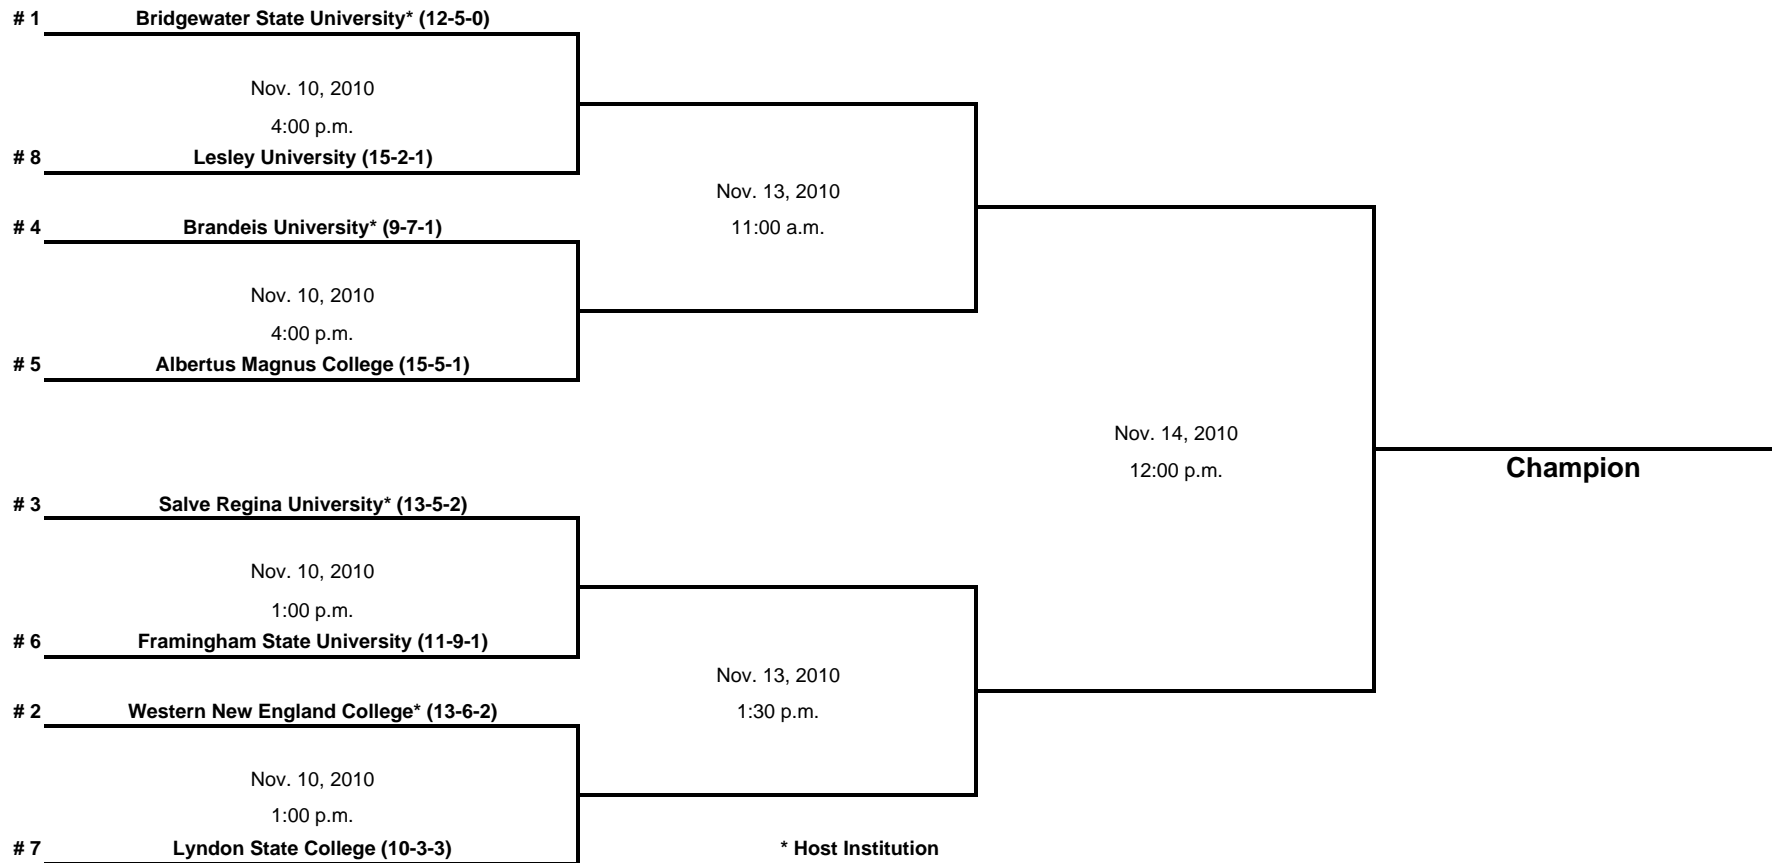 # 1 Bridgewater State University* (12-5-0)
Nov. 10, 2010
4:00 p.m.
# 8 Lesley University (15-2-1)
Nov. 13, 2010
11:00 a.m.
# 4 Brandeis University* (9-7-1)
Nov. 10, 2010
4:00 p.m.
# 5 Albertus Magnus College (15-5-1)
Nov. 14, 2010
12:00 p.m.
Champion
# 3 Salve Regina University* (13-5-2)
Nov. 10, 2010
1:00 p.m.
# 6 Framingham State University (11-9-1)
Nov. 13, 2010
1:30 p.m.
# 2 Western New England College* (13-6-2)
Nov. 10, 2010
1:00 p.m.
# 7 Lyndon State College (10-3-3)
* Host Institution